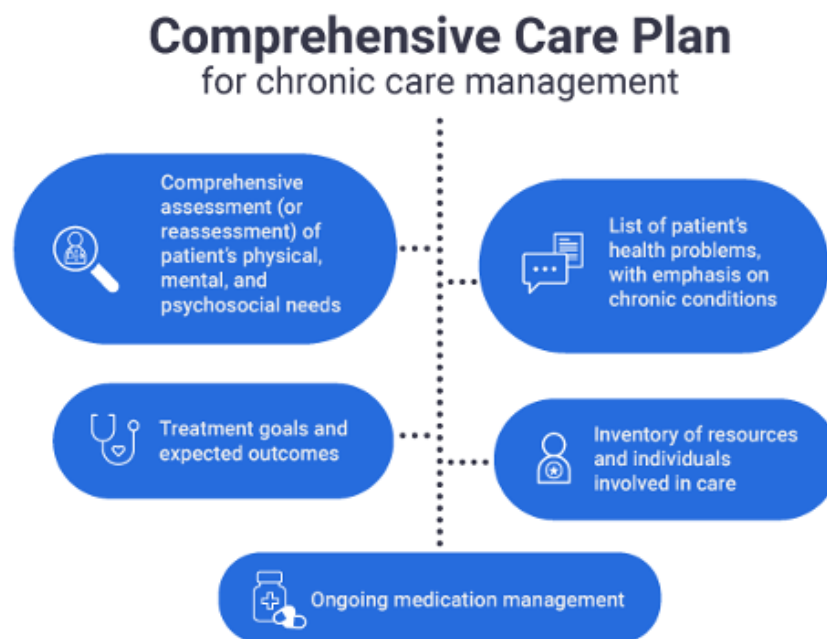 Comprehensive Care Plan
for chronic care management
Comprehensive
assessment (or
reassessment) of
patient's physical,
mental, and
psychosocial needs
List of patient's
health problems,
with emphasis on
chronic conditions
Treatment goals and
expected outcomes
Inventory of resources
and individuals
involved in care
Ongoing medication management